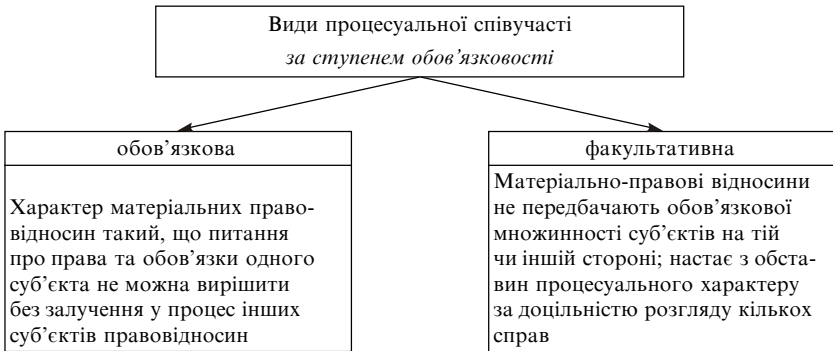 Види процесуальної співучасті
за ступенем обов'язковості
обов'язкова
Характер матеріальних право-
відносин такий, що питання
про права та обов'язки одного
суб'єкта не можна вирішити
без залучення у процес інших
суб'єктів правовідносин
факультативна
Матеріально-правові відносини
не передбачають обов'язкової
множинності суб'єктів на тій
чи іншій стороні; настає з обста-
вин процесуального характеру
за доцільністю розгляду кількох
справ